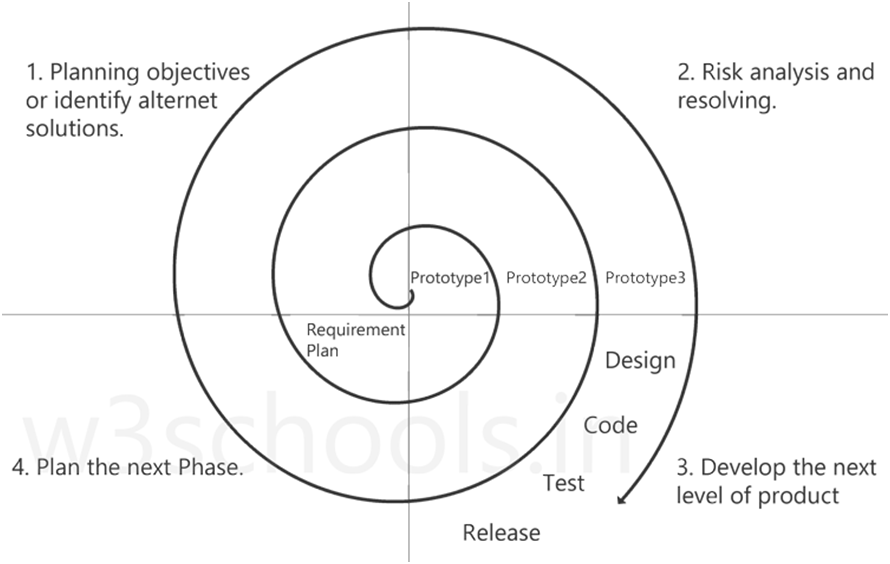 1. Planning objectives
or identify alternet
solutions.
2. Risk analysis and
resolving.
Prototype1
Prototype2
Prototype3
Requirement
Plan
Design
Code
Test
Release
4. Plan the next Phase.
3. Develop the next
level of product
w3schools.in